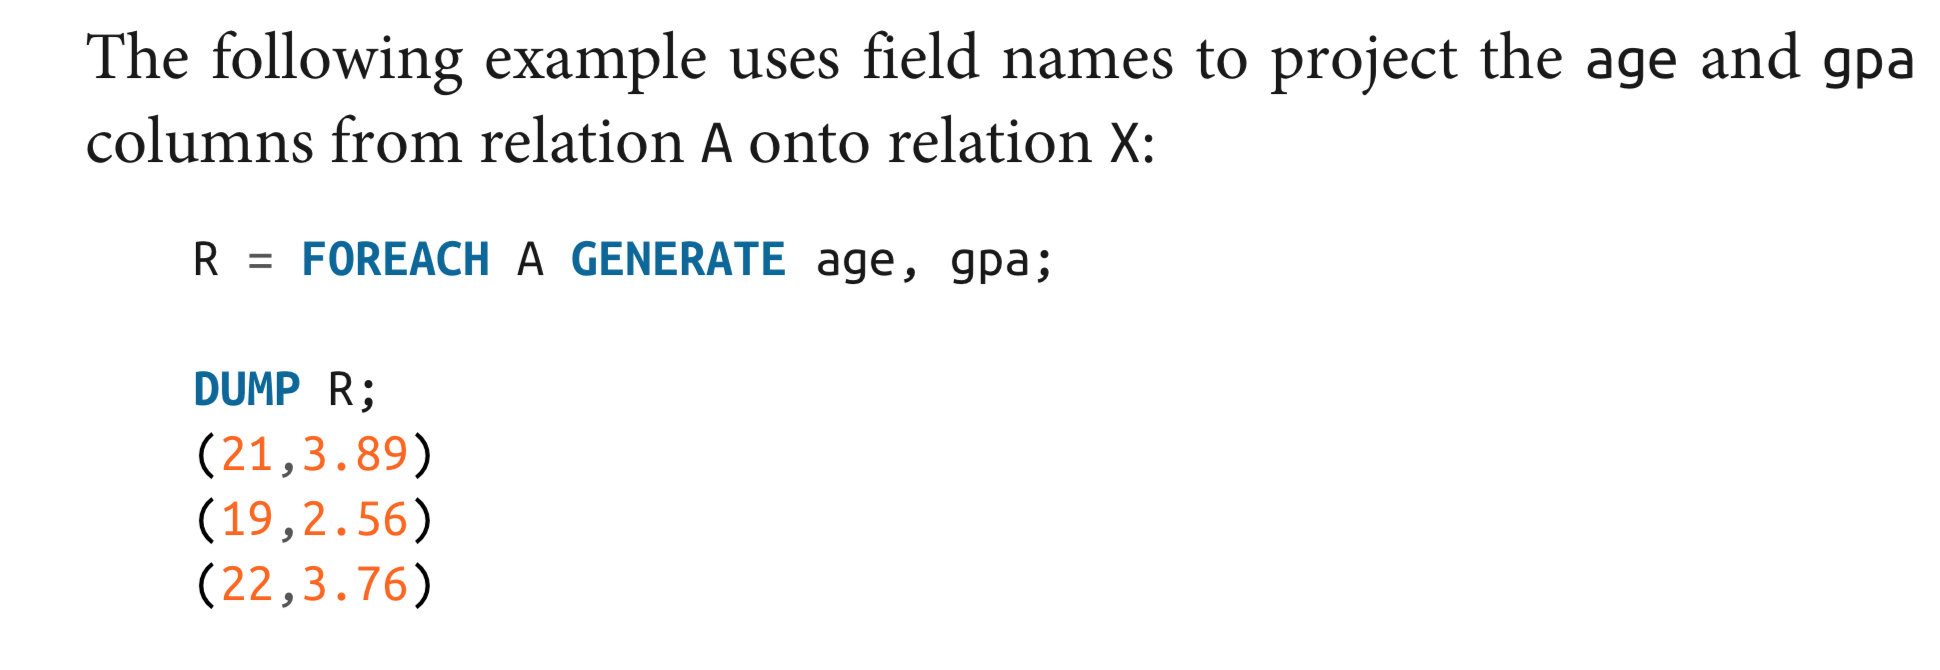 The following example uses field names to project the age and gpa
columns from relation A onto relation X:
R = FOREACH A GENERATE age, gpa;
DUMP R;
(21,3.89)
(19,2.56)
(22,3.76)